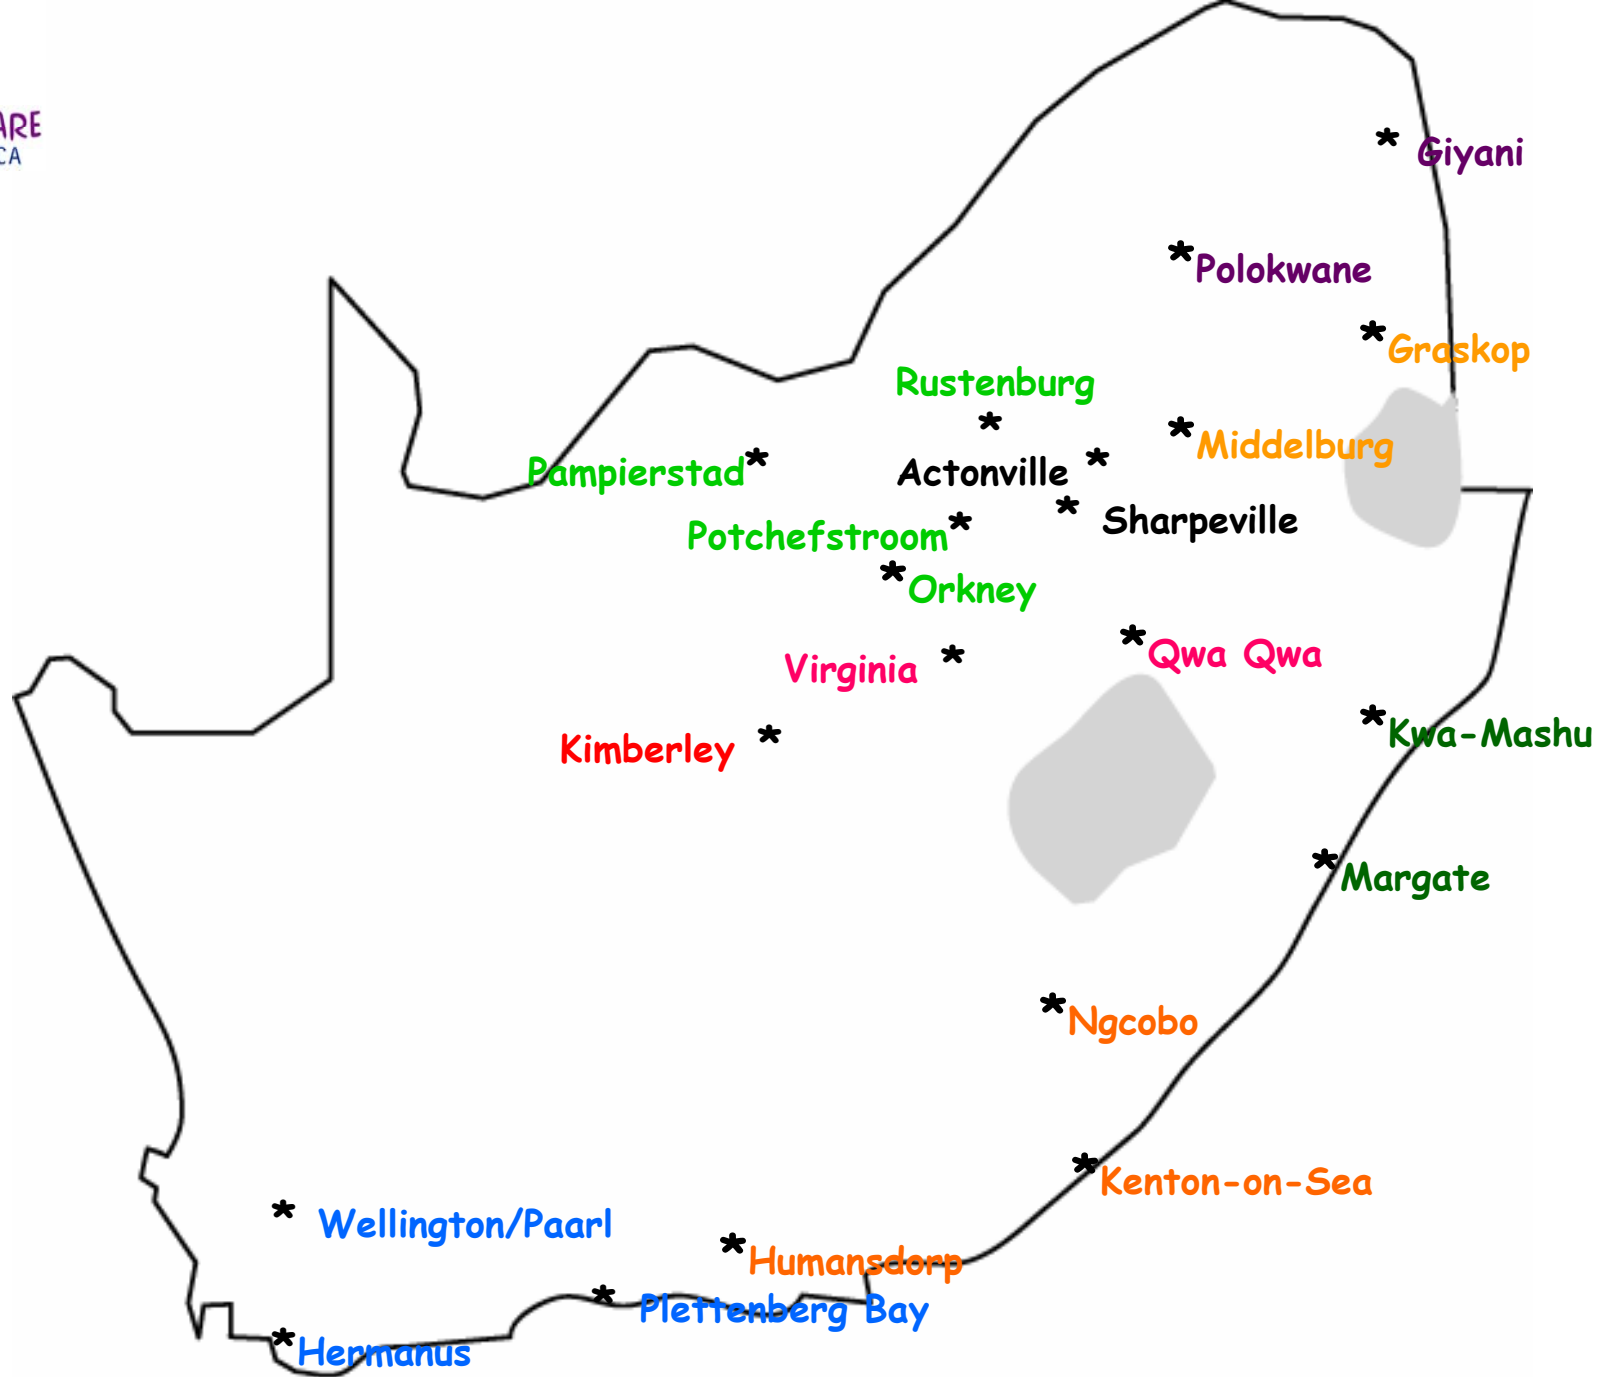 CA
Giyani
Polokwane
Graskop
Rustenburg
Middelburg
Pampierstad
Actonville
Sharpeville
Potchefstroom
Orkney
Qwa Qwa
Virginia
Kwa-Mashu
Kimberley
Margate
Ngcobo
Kenton-on-Sea
Wellington/Paarl
Humansdorp
Plettenberg Bay
Hermanus